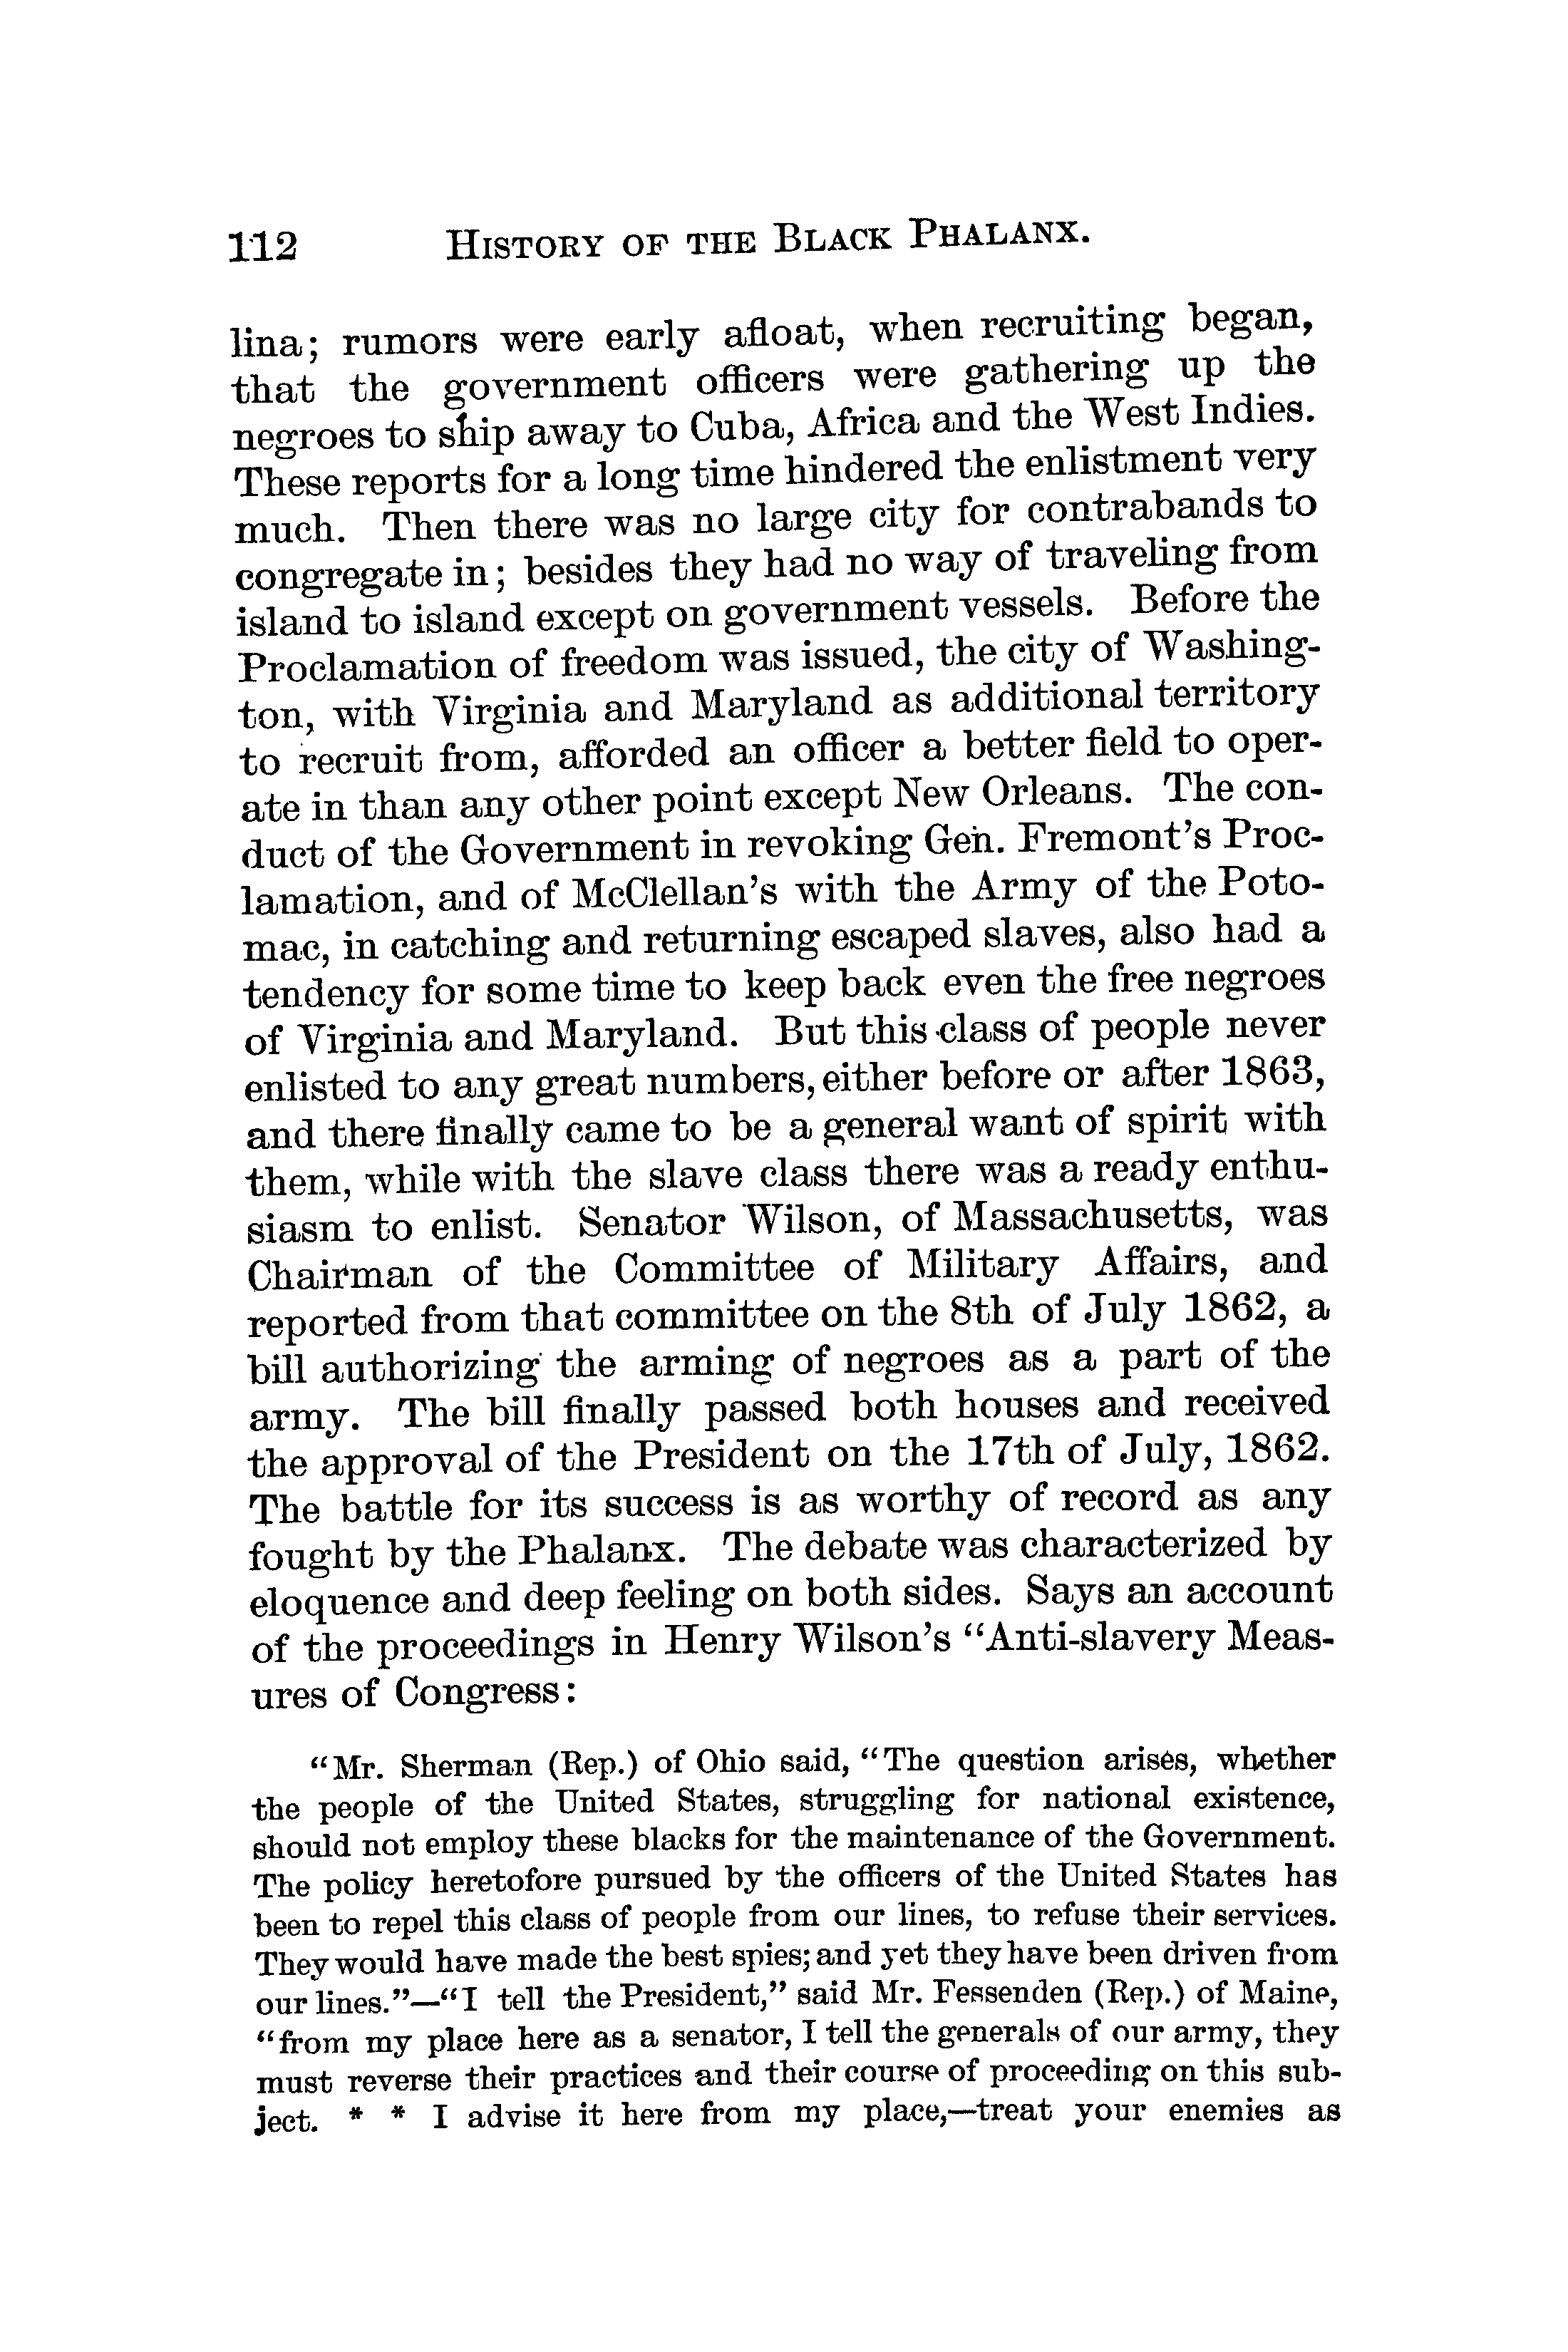 112 HISTORY OF THE BLACK PHALANX.
lina; rumors were early afloat, when recruiting began,
that the government officers were gathering up the
negroes to ship away to Cuba, Africa and the West Indies.
These reports for a long time hindered the enlistment very
much. Then there was no large city for contrabands to
congregate in; besides they had no way of traveling from
island to island except on government vessels. Before the
Proclamation of freedom was issued, the city of Washing-
ton, with Virginia and Maryland as additional territory
to recruit from, afforded an officer a better field to oper-
ate in than any other point except New Orleans. The con-
duct of the Government in revoking Gen. Fremont's Proc-
lamation, and of McClellan's with the Army of the Poto-
mac, in catching and returning escaped slaves, also had a
tendency for some time to keep back even the free negroes
of Virginia and Maryland. But this class of people never
enlisted to any great numbers, either before or after 1863,
and there finally came to be a general want of spirit with
them, while with the slave class there was a ready enthu-
siasm to enlist. Senator Wilson, of Massachusetts, was
Chairman of the Committee of Military Affairs, and
reported from that committee on the 8th of July 1862, a
bill authorizing the arming of negroes as a part of the
army. The bill finally passed both houses and received
the approval of the President on the 17th of July, 1862.
The battle for its success is as worthy of record as any
fought by the Phalanx. The debate was characterized by
eloquence and deep feeling on both sides. Says an account
of the proceedings in Henry Wilson's "Anti-slavery Meas-
ures of Congress:
"Mr. Sherman (Rep.) of Ohio said, "The question arises, whether
the people of the United States, struggling for national existence,
should not employ these blacks for the maintenance of the Government.
The policy heretofore pursued by the officers of the United States has
been to repel this class of people from our lines, to refuse their services.
They would have made the best spies; and yet they have been driven from
our lines."—"I tell the President," said Mr. Fessenden (Rep.) of Maine,
"from my place here as a senator, I tell the generals of our army, they
must reverse their practices and their course of proceeding on this sub-
ject. * * I advise it here from my place,—treat your enemies as